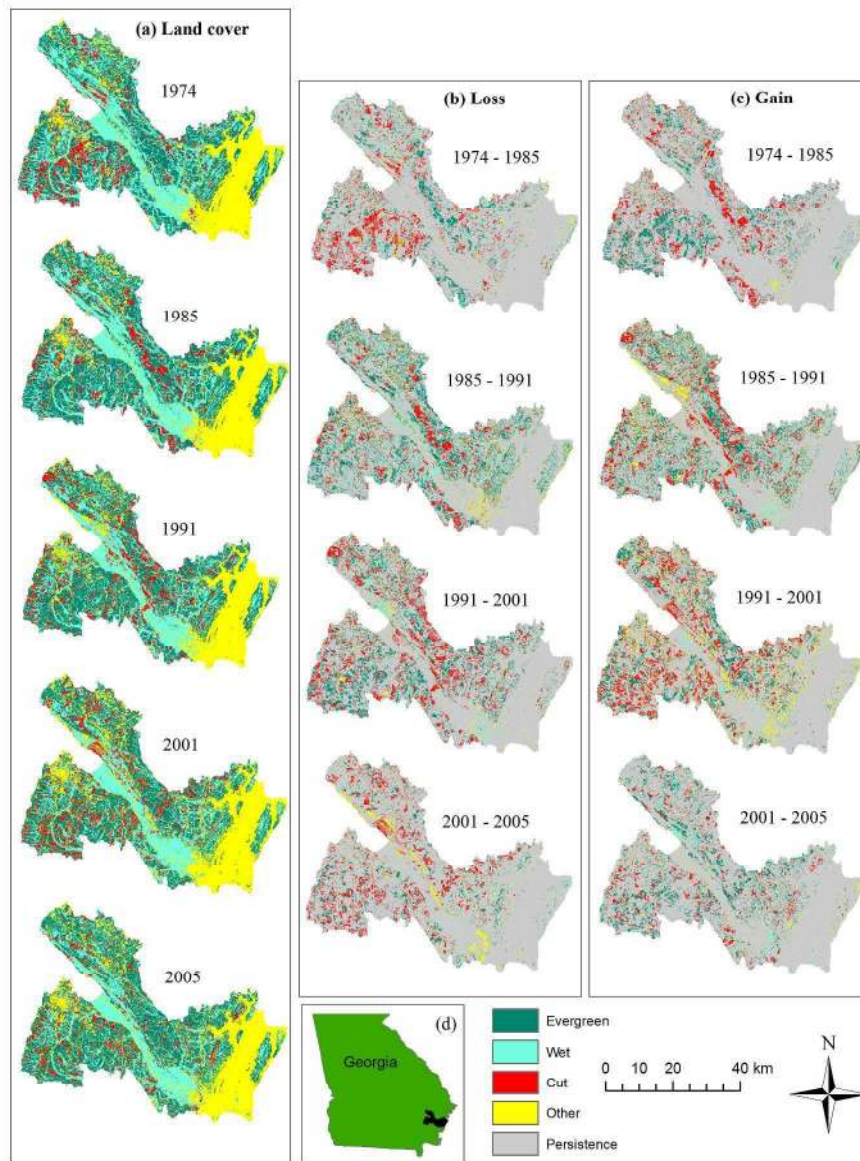 (a) Land cover
1974
1985
1991
2001
2005
(b) Loss
1974 - 1985
1985 - 1991
1991 - 2001
2001 - 2005
(c) Gain
1974 - 1985
1985 - 1991
1991 - 2001
2001 - 2005
(d)
Georgia
Evergreen
Wet
Cut
Other
Persistence
0 10 20 40 km
N